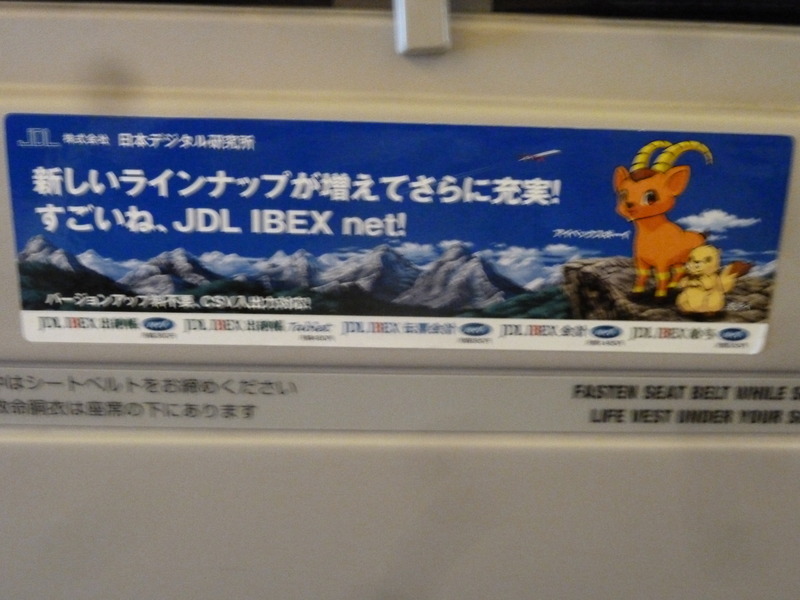 JDL 株式会社 日本デジタル研究所
新しいラインナップが増えてさらに充実!
すごいね、JDL IBEX net!
アイベックスボーイ
バージョンアップ料不要、CSV入出力対応!
JDL IBEX 出納帳 net JDL IBEX 出納帳 JDL IBEX 伝票会計 net JDL IBEX 会計 net JDL IBEX 給与 net
はシートベルトをお締めください
救命胴衣は座席の下にあります
FASTEN SEAT BELT WHILE S
LIFE VEST UNDER YOUR S